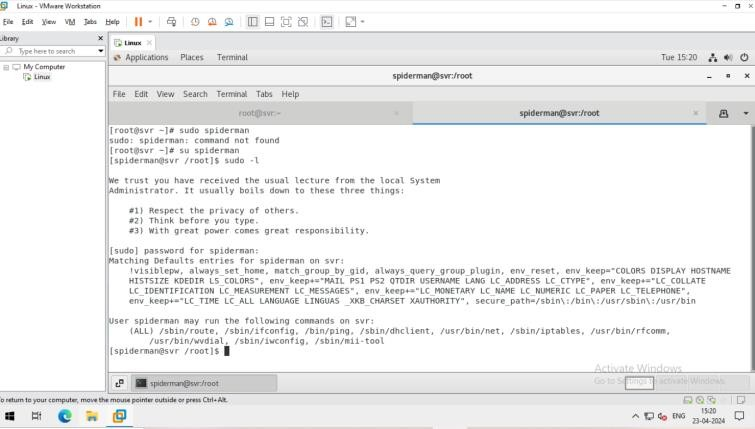 Linux - VMware Workstation
File Edit View VM Tabs Help
Library
Type here to search
My Computer
Linux
Linux
Applications Places Terminal
Tue 15:20
spiderman@svr:/root
File Edit View Search Terminal Tabs Help
root@svr:~
spiderman@svr:/root
[root@svr ~]# sudo spiderman
sudo: spiderman: command not found
[root@svr ~]# su spiderman
[spiderman@svr /root]$ sudo -l
We trust you have received the usual lecture from the local System
Administrator. It usually boils down to these three things:
#1) Respect the privacy of others.
#2) Think before you type.
#3) With great power comes great responsibility.
[sudo] password for spiderman:
Matching Defaults entries for spiderman on svr:
!visiblepw, always_set_home, match_group_by_gid, always_query_group_plugin, env_reset, env_keep="COLORS DISPLAY HOSTNAME
HISTSIZE KDEDIR LS_COLORS", env_keep+="MAIL PS1 PS2 QTDIR USERNAME LANG LC_ADDRESS LC_CTYPE", env_keep+="LC_COLLATE
LC_IDENTIFICATION LC_MEASUREMENT LC_MESSAGES", env_keep+="LC_MONETARY LC_NAME LC_NUMERIC LC_PAPER LC_TELEPHONE",
env_keep+="LC_TIME LC_ALL LANGUAGE LINGUAS _XKB_CHARSET XAUTHORITY", secure_path=/sbin\:/bin\:/usr/sbin\:/usr/bin
User spiderman may run the following commands on svr:
(ALL) /sbin/route, /sbin/ifconfig, /bin/ping, /sbin/dhclient, /usr/bin/net, /sbin/iptables, /usr/bin/rfcomm,
/usr/bin/wvdial, /sbin/iwconfig, /sbin/mii-tool
[spiderman@svr /root]$
Activate Windows
Go to Settings to activate Windows.
spiderman@svr:/root
o return to your computer, move the mouse pointer outside or press Ctrl+Alt.
ENG
15:20
23-04-2024